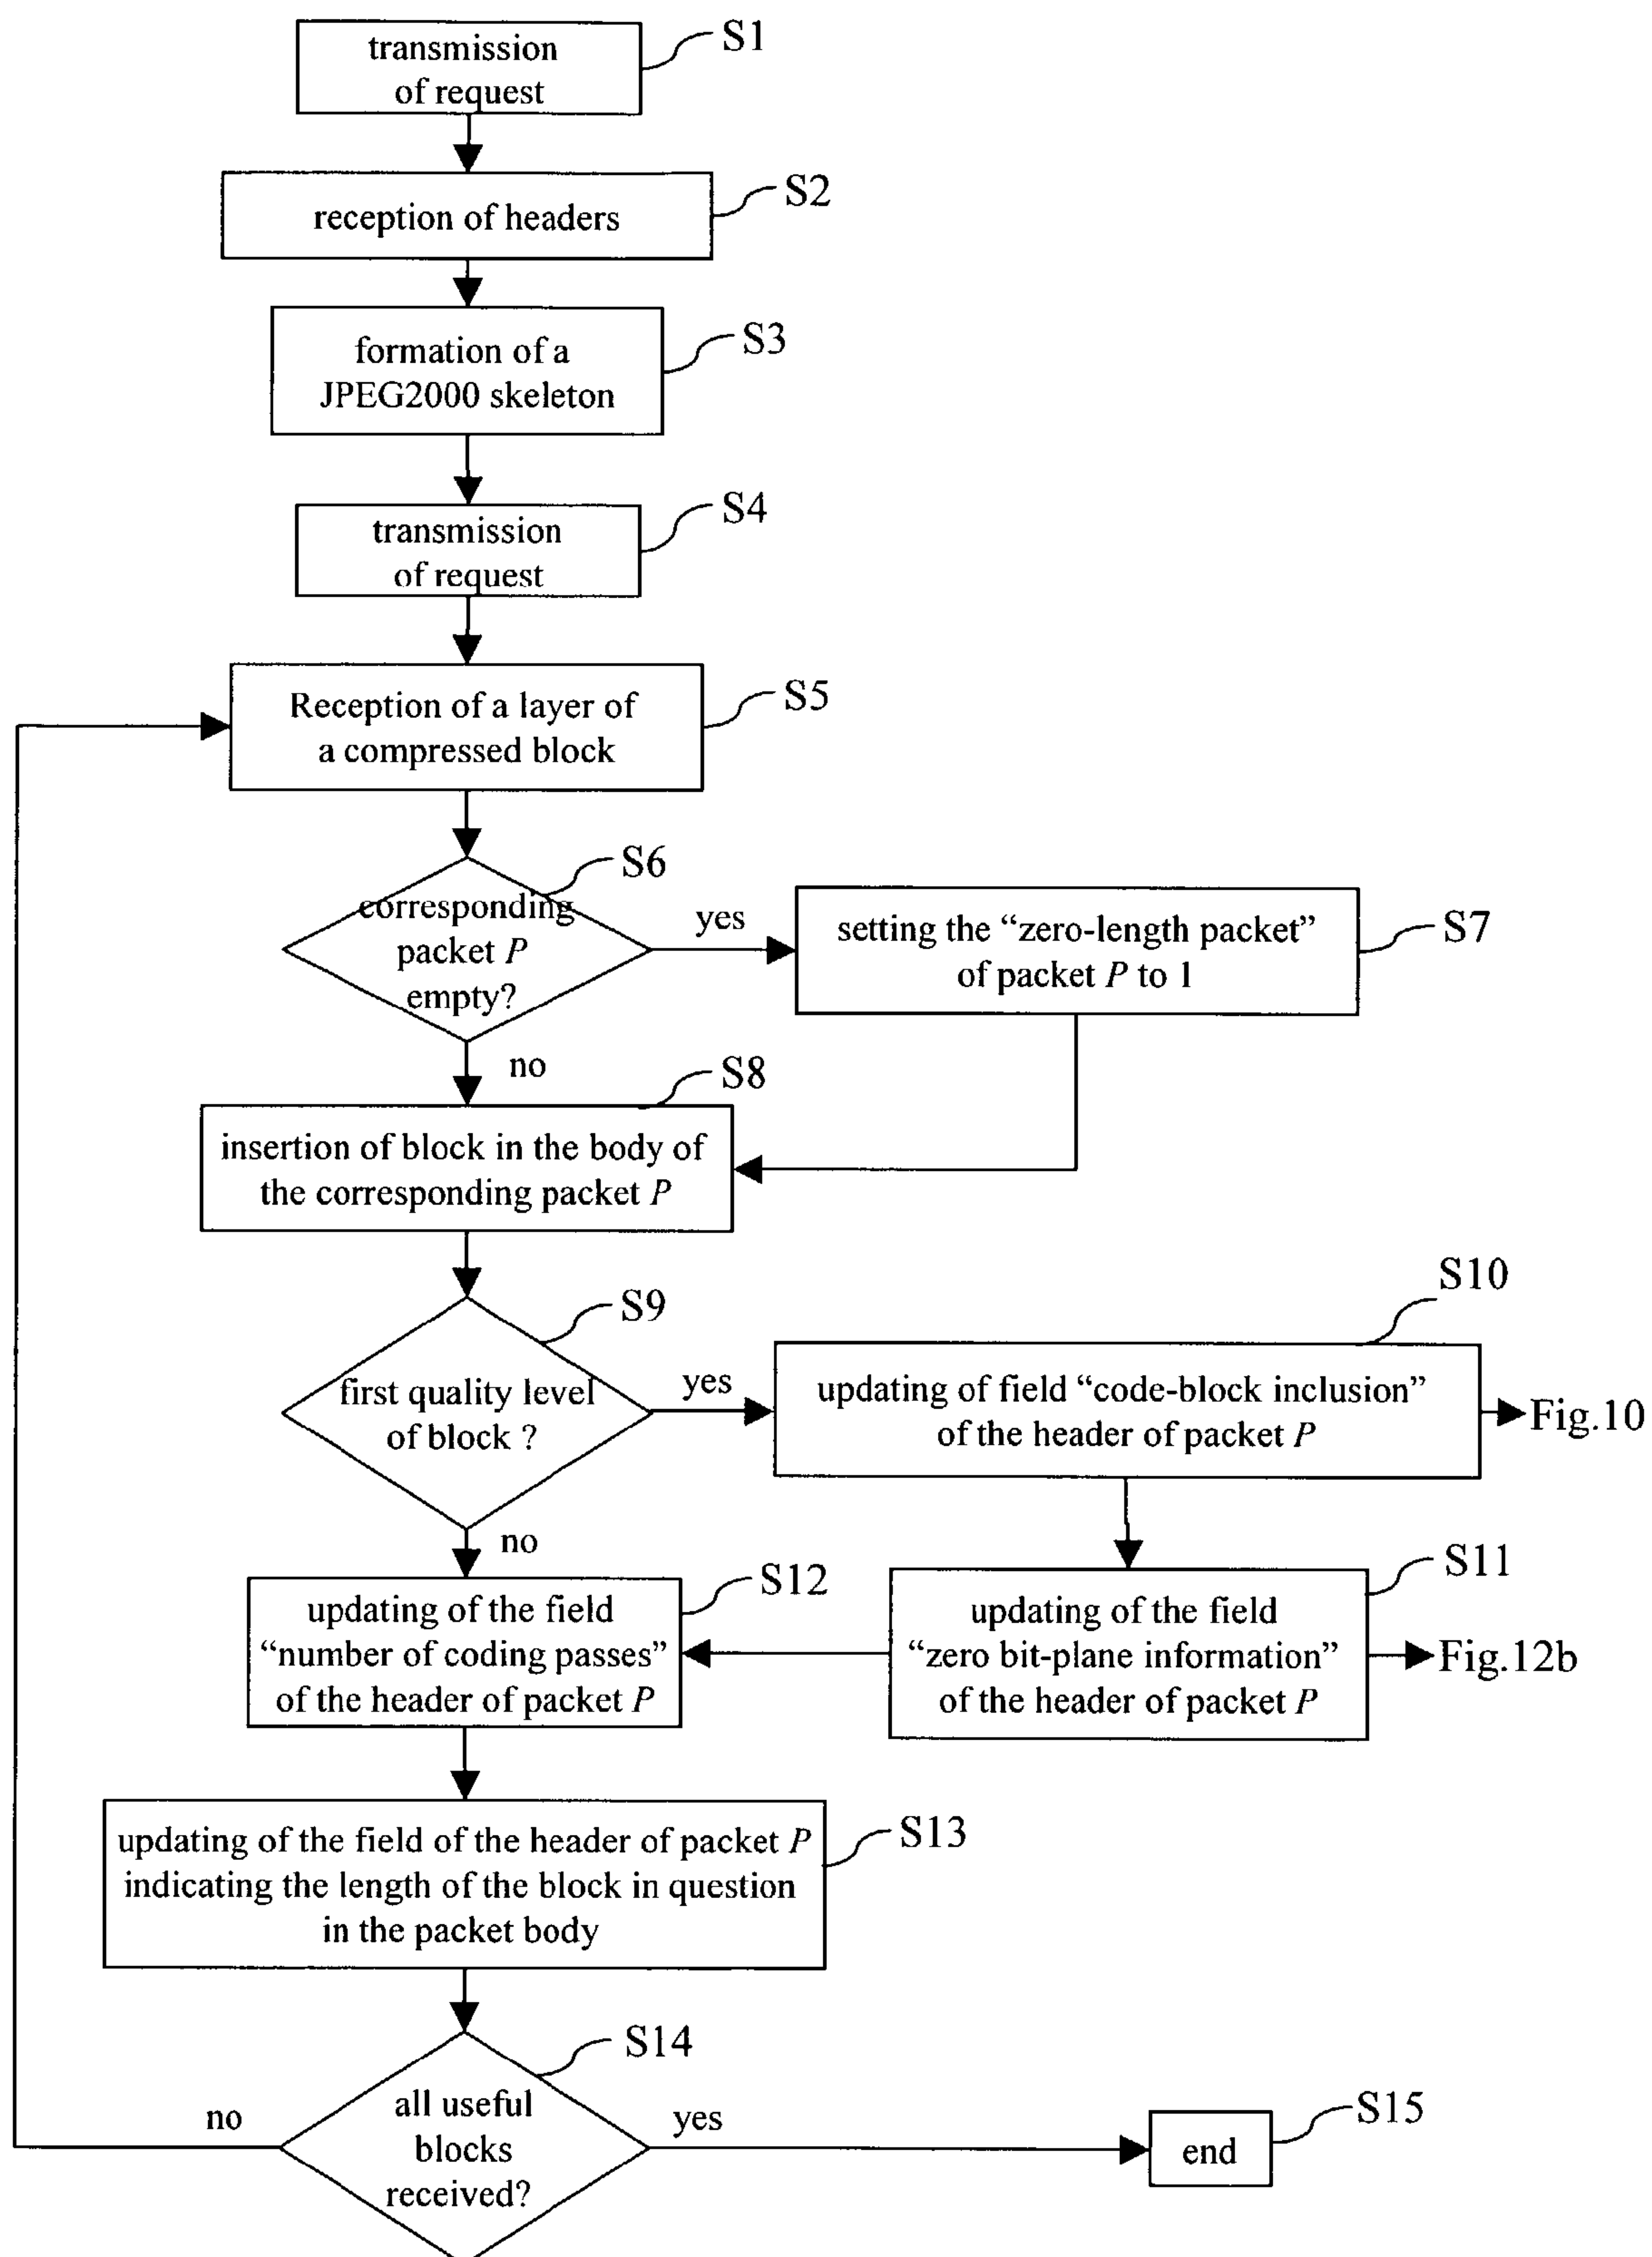 transmission
of request
S1
reception of headers
S2
formation of a
JPEG2000 skeleton
S3
transmission
of request
S4
Reception of a layer of
a compressed block
S5
corresponding
packet P
empty?
S6
yes
setting the “zero-length packet”
of packet P to 1
S7
no
insertion of block in the body of
the corresponding packet P
S8
first quality level
of block ?
S9
yes
updating of field “code-block inclusion”
of the header of packet P
S10
Fig.10
no
updating of the field
“number of coding passes”
of the header of packet P
S12
updating of the field
“zero bit-plane information”
of the header of packet P
S11
Fig.12b
updating of the field of the header of packet P
indicating the length of the block in question
in the packet body
S13
all useful
blocks
received?
S14
no
yes
end
S15